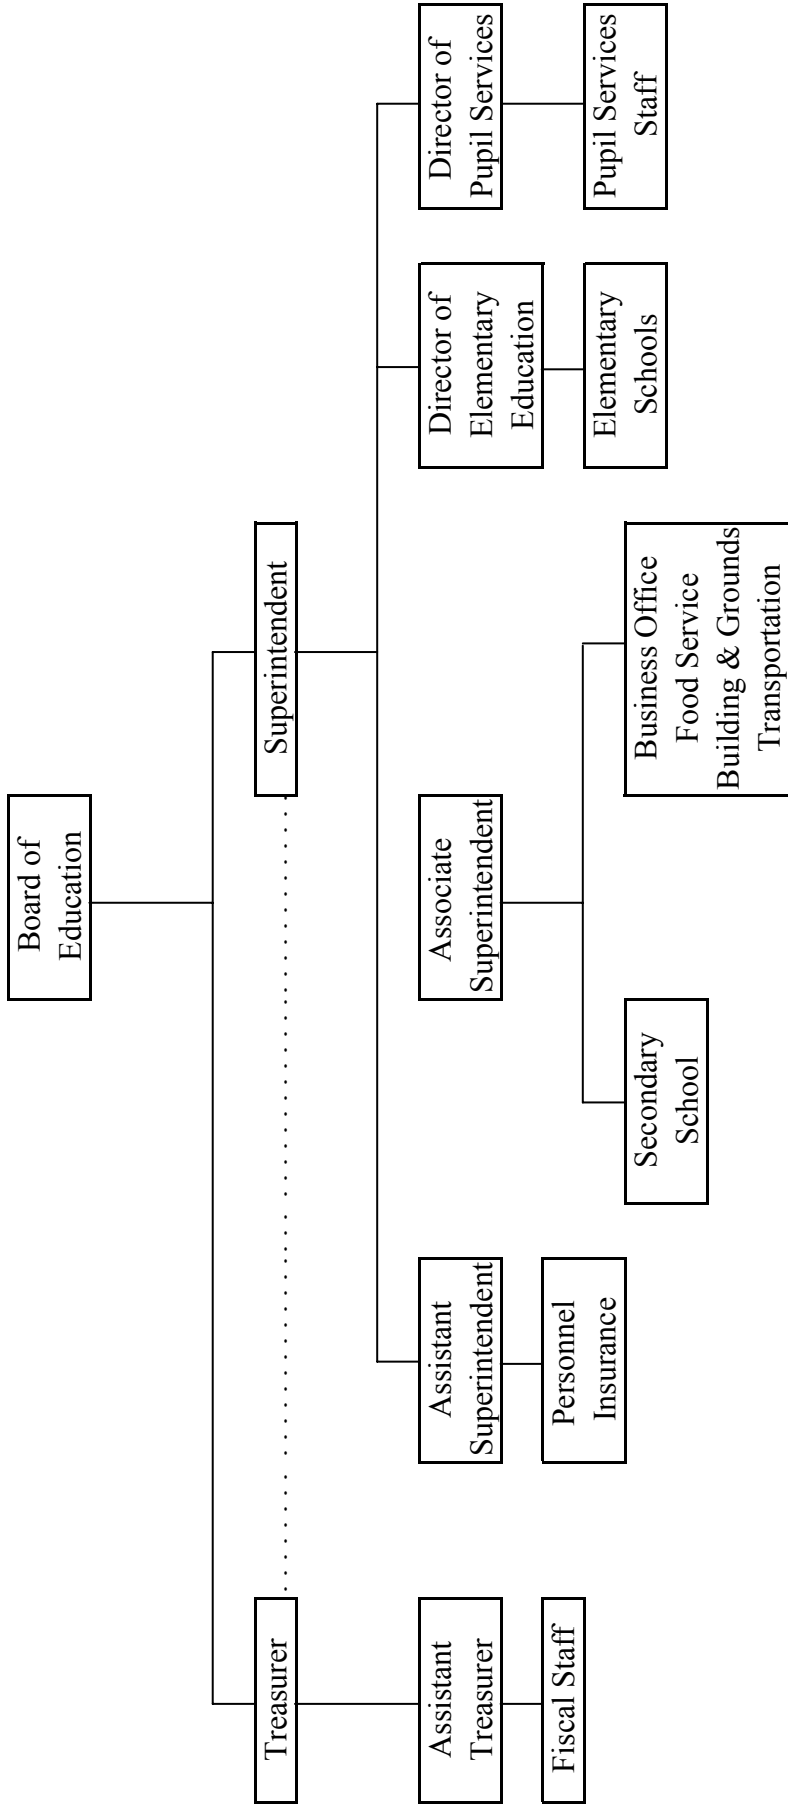 Board of
Education
Treasurer
Superintendent
Assistant
Treasurer
Assistant
Superintendent
Associate
Superintendent
Director of
Elementary
Education
Director of
Pupil Services
Fiscal Staff
Personnel
Insurance
Secondary
School
Business Office
Food Service
Building & Grounds
Transportation
Elementary
Schools
Pupil Services
Staff